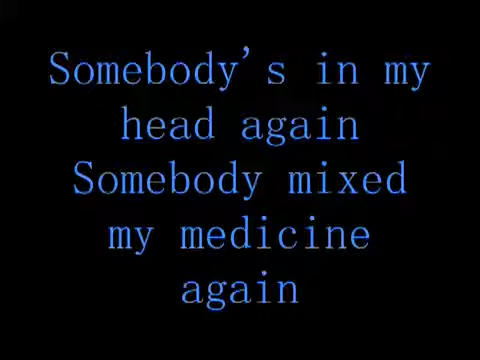 Somebody's in my
head again
Somebody mixed
my medicine
again